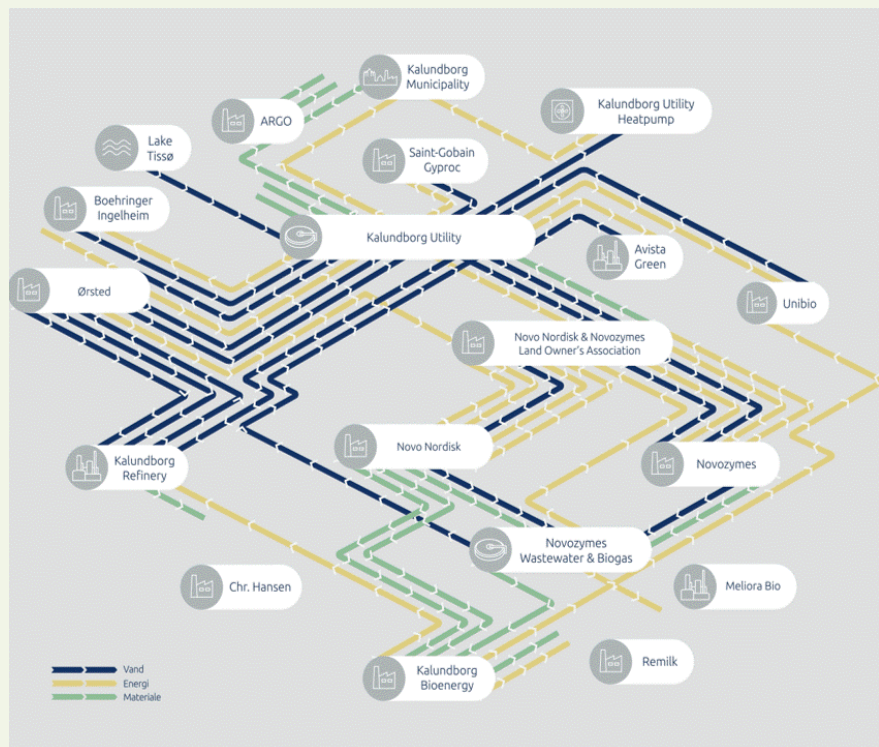 Kalundborg
Municipality
Kalundborg Utility
Heatpump
ARGO
Lake
Tissø
Saint-Gobain
Gyproc
Boehringer
Ingelheim
Kalundborg Utility
Avista
Green
Ørsted
Unibio
Novo Nordisk & Novozymes
Land Owner's Association
Novo Nordisk
Kalundborg
Refinery
Novozymes
Novozymes
Wastewater & Biogas
Chr. Hansen
Meliora Bio
Kalundborg
Bioenergy
Remilk
Vand
Energi
Materiale